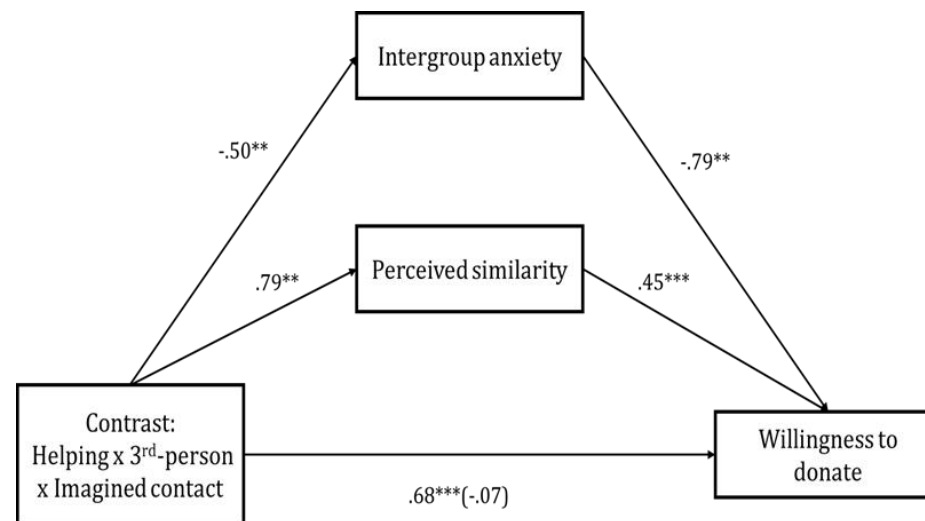 Intergroup anxiety
-.50**
-.79**
Perceived similarity
.79**
.45***
Contrast:
Helping x 3rd-person
x Imagined contact
Willingness to
donate
.68***(-.07)